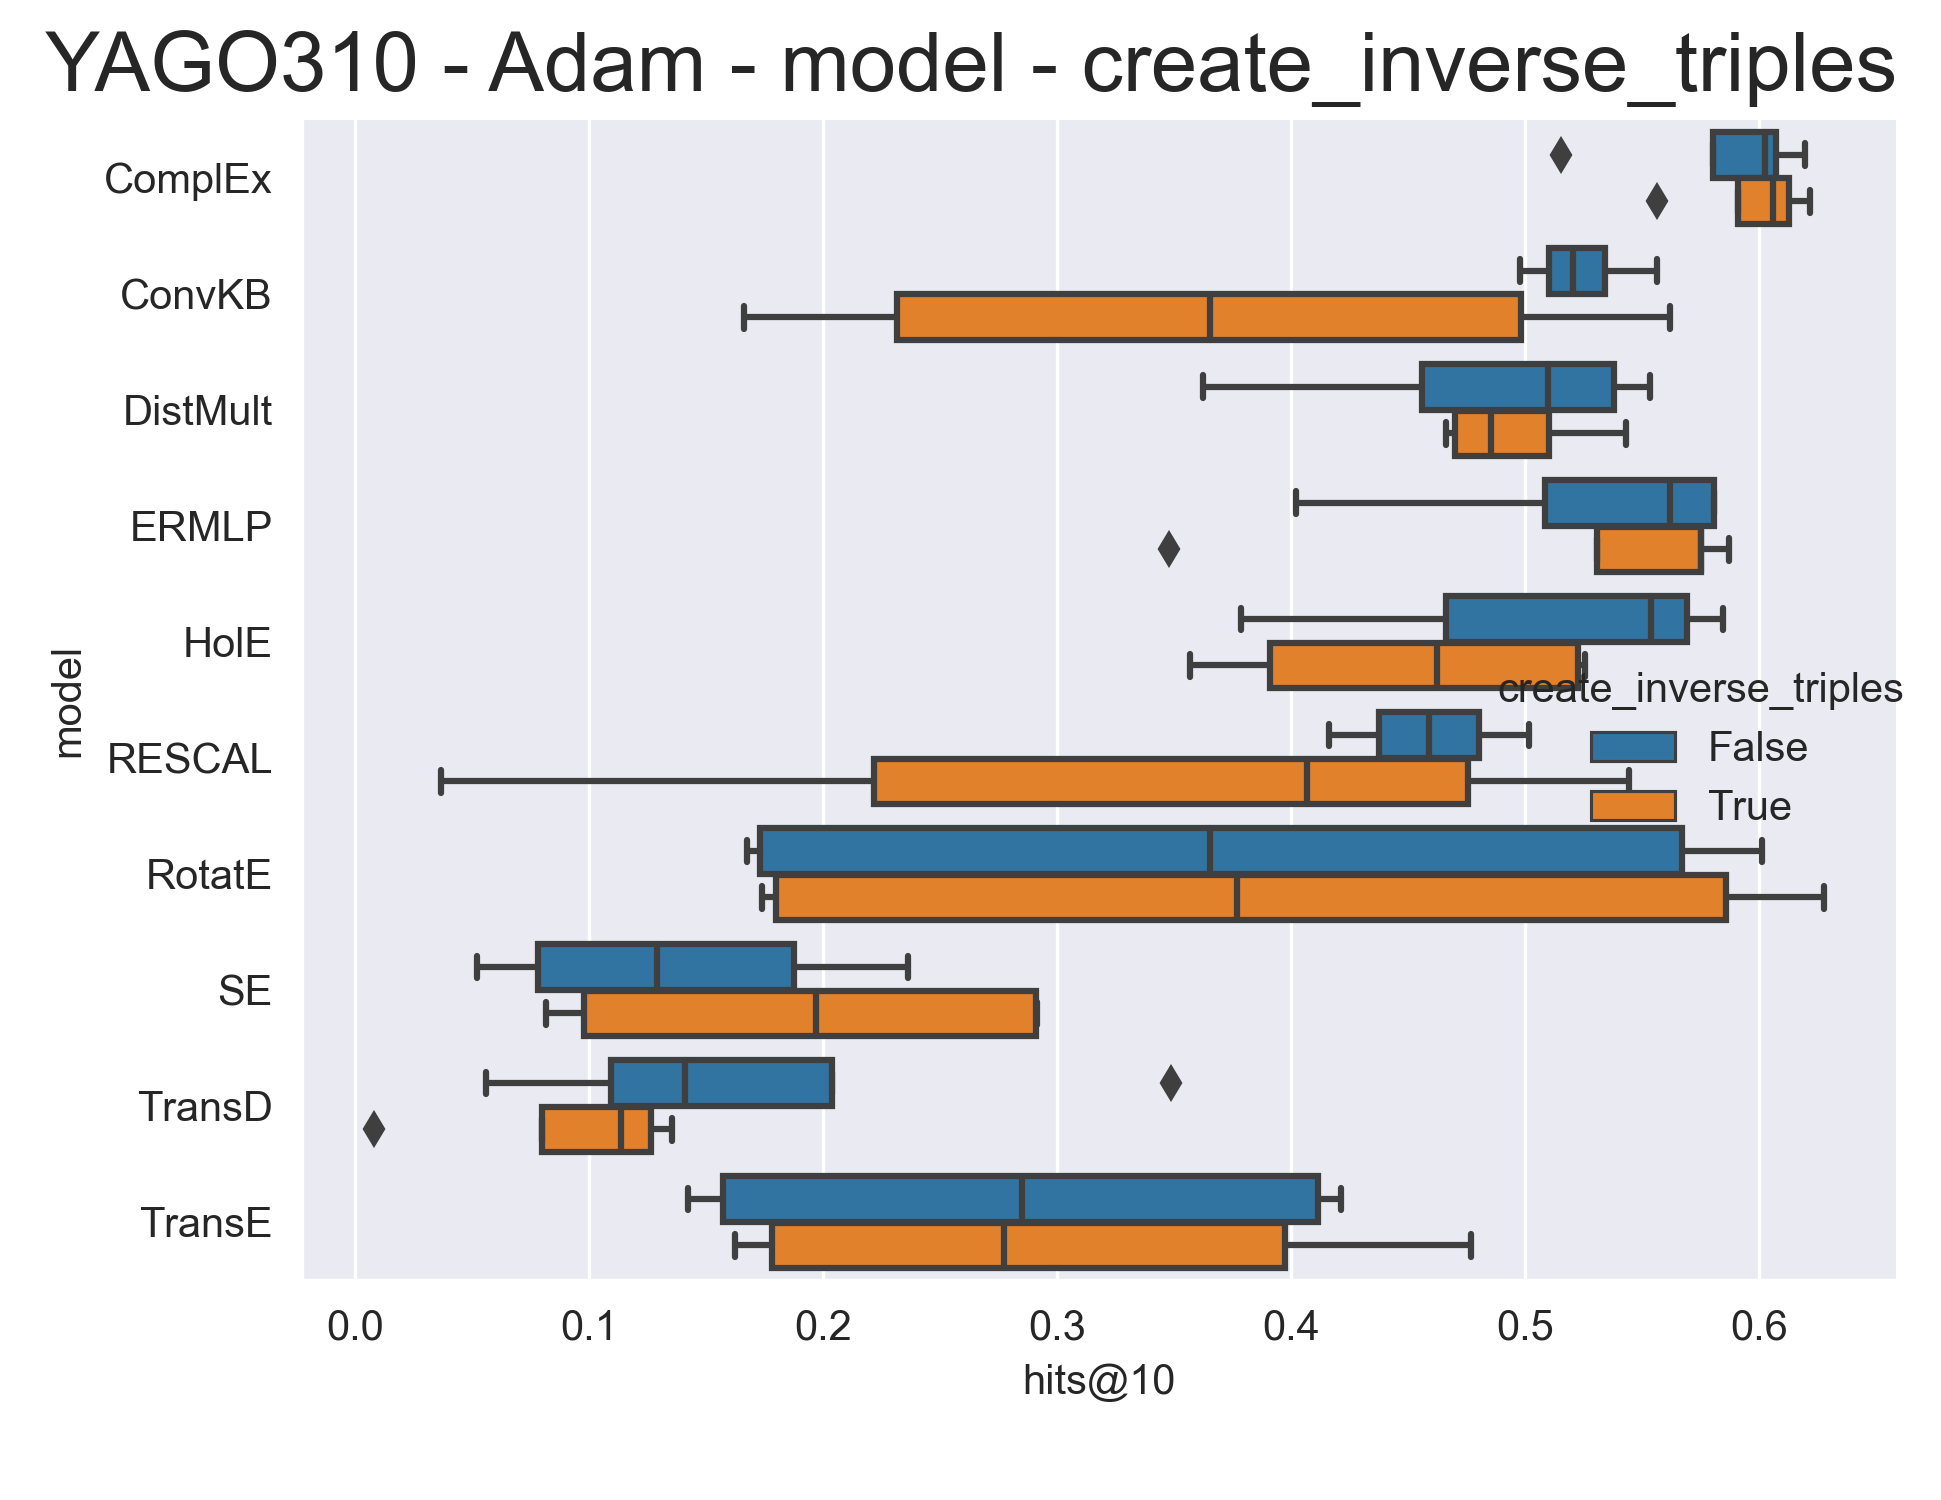 YAGO310 - Adam - model - create_inverse_triples
ComplEx
ConvKB
DistMult
ERMLP
HolE
RESCAL
RotatE
SE
TransD
TransE
model
create_inverse_triples
False
True
0.0 0.1 0.2 0.3 0.4 0.5 0.6
hits@10